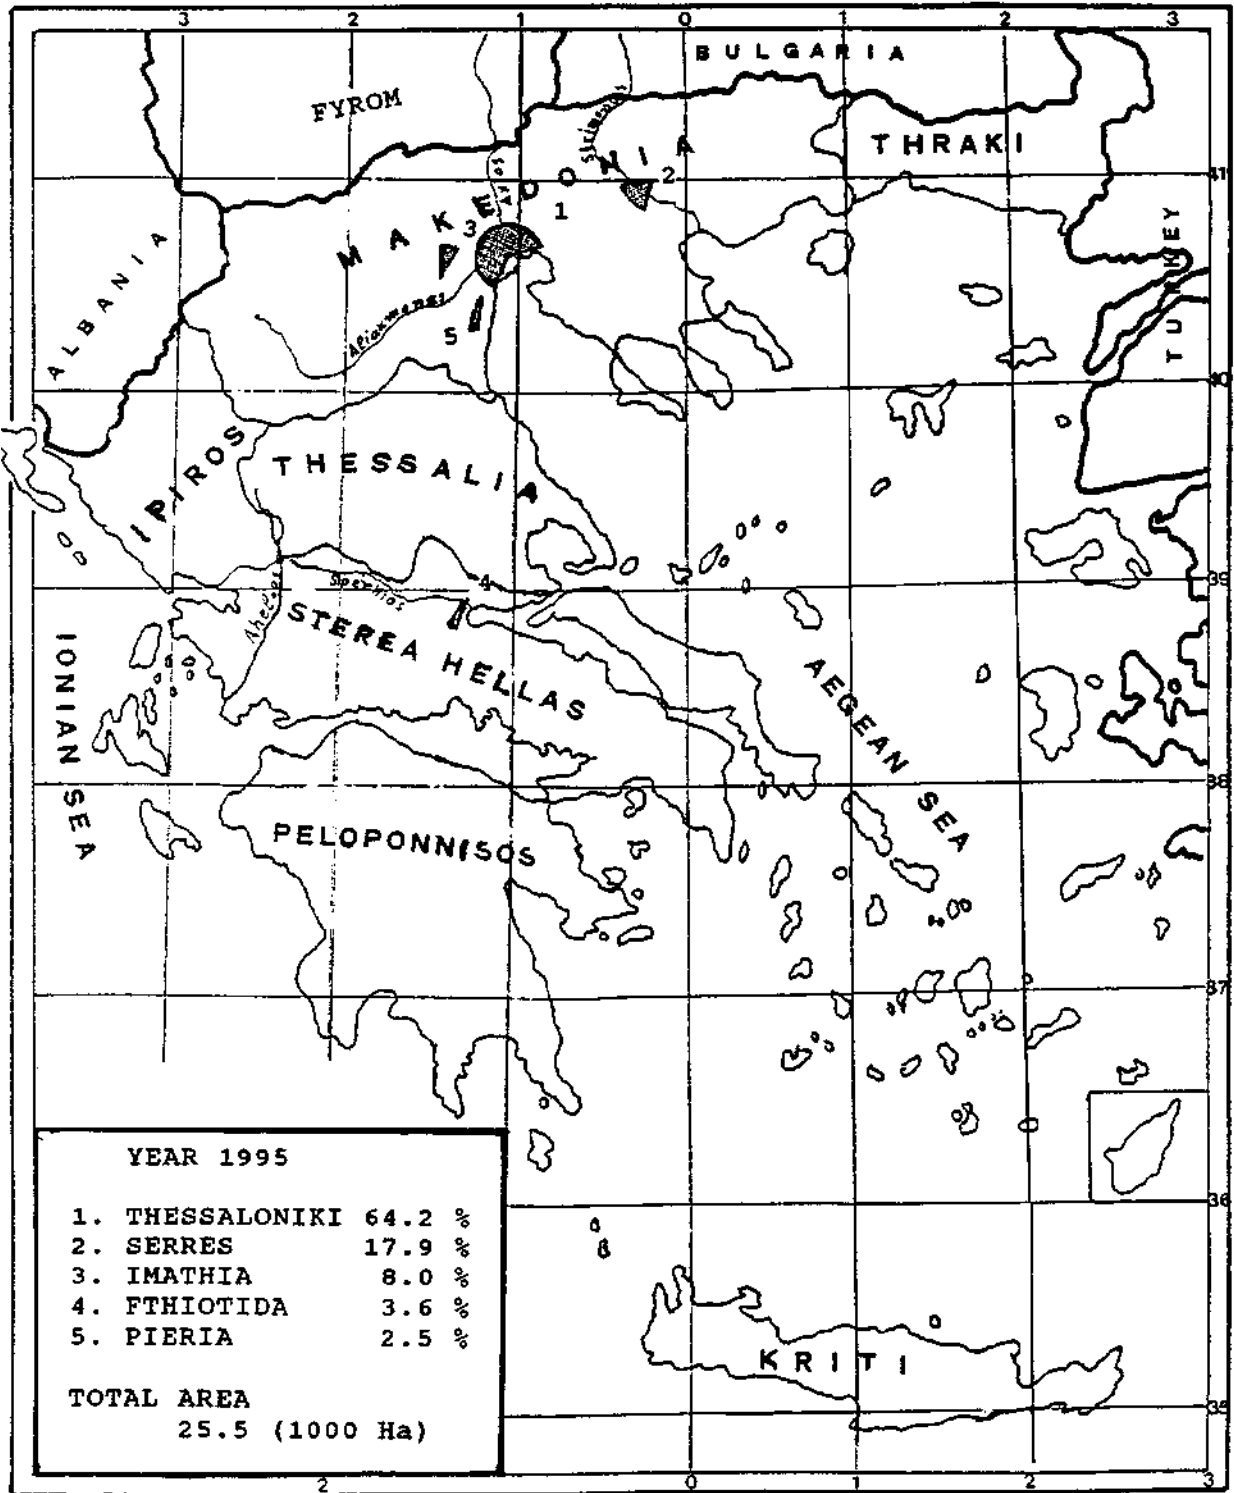 3 2 1 0 1 2 3
BULGARIA
FYROM
Strimonas
THRAKI
MAKEDONIA
2
41
1
3
ALBANIA
TURKEY
Aliakmonas
5
40
IPIROS
THESSALIA
4
39
Sperhios
Aheloos
STEREA HELLAS
IONIAN SEA
AEGEAN SEA
38
PELOPONNISOS
37
YEAR 1995
1. THESSALONIKI 64.2 %
2. SERRES 17.9 %
3. IMATHIA 8.0 %
4. FTHIOTIDA 3.6 %
5. PIERIA 2.5 %
TOTAL AREA
25.5 (1000 Ha)
36
KRITI
35
2 0 1 3